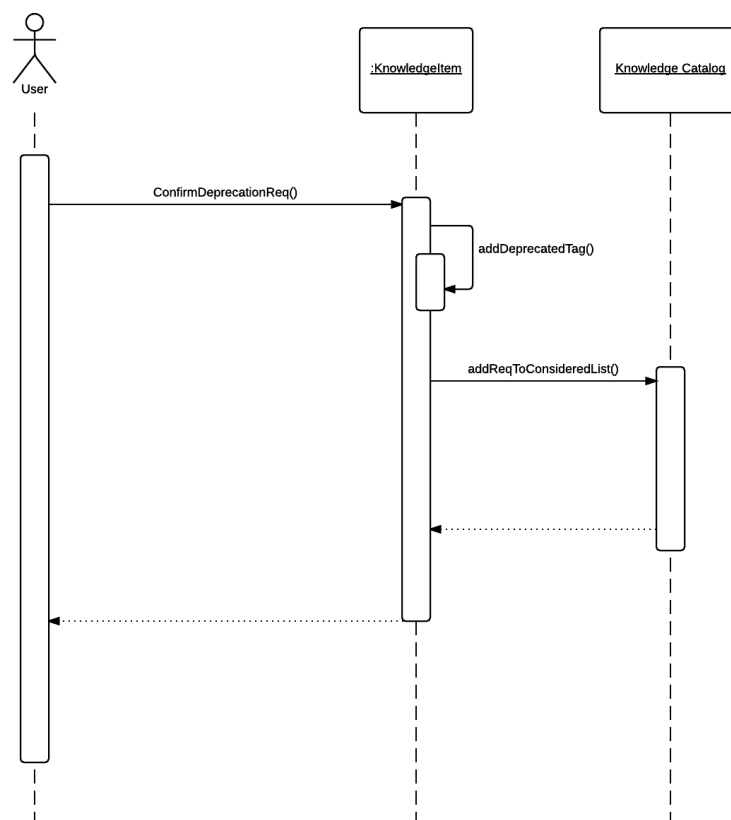 User
:KnowledgeItem
Knowledge Catalog
ConfirmDeprecationReq()
addDeprecatedTag()
addReqToConsideredList()